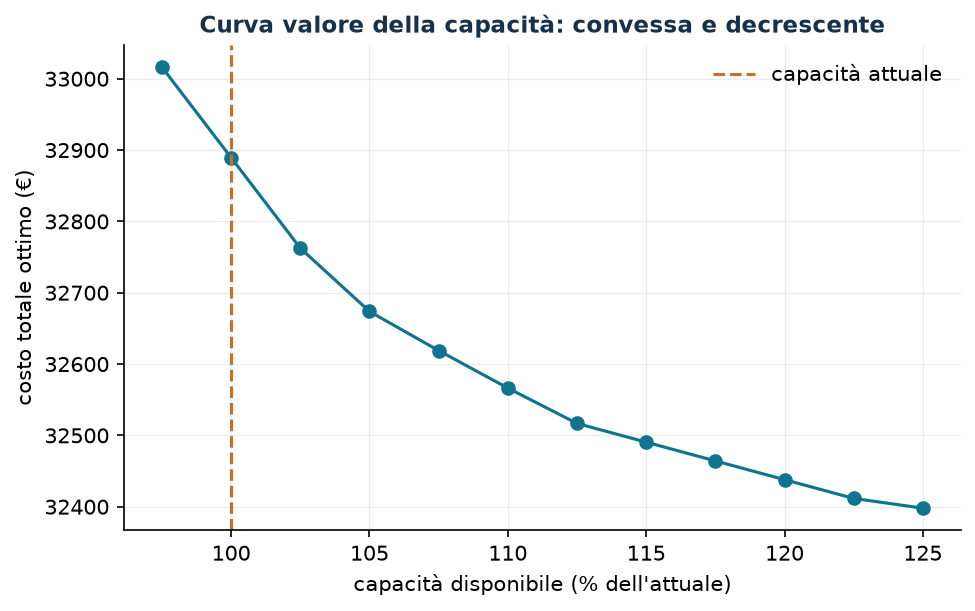 Curva valore della capacità: convessa e decrescente
capacità attuale
costo totale ottimo (€)
33000
32900
32800
32700
32600
32500
32400
100 105 110 115 120 125
capacità disponibile (% dell'attuale)